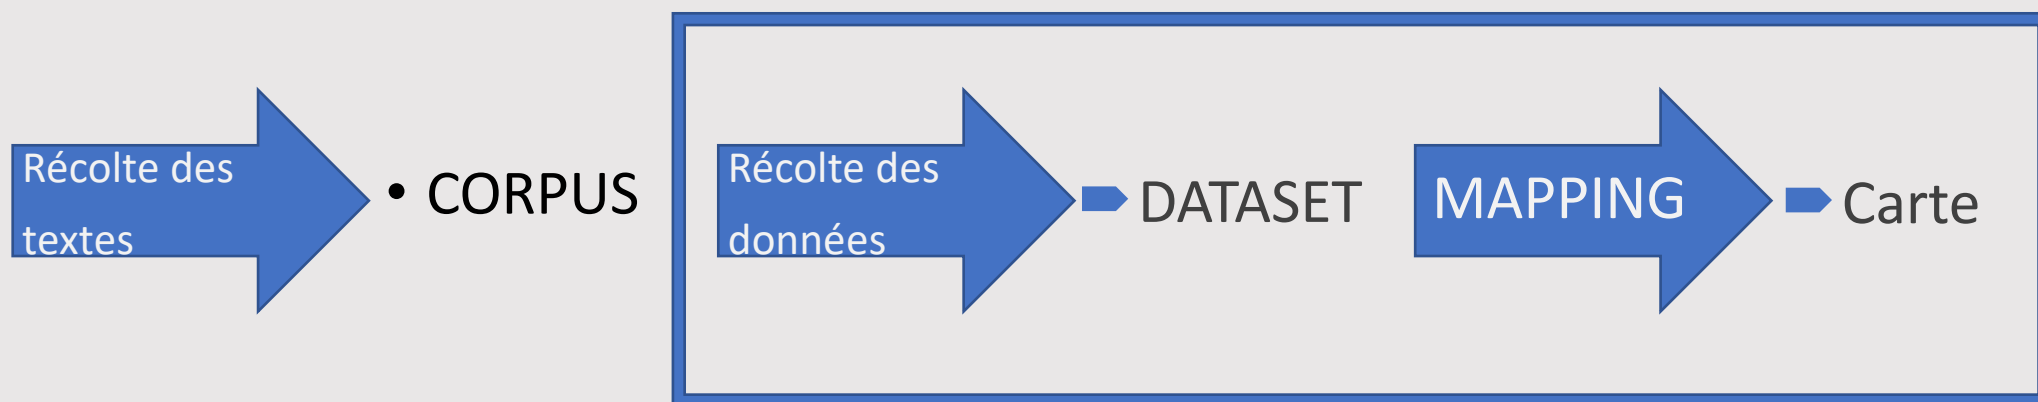 Récolte des
textes
• CORPUS
Récolte des
données
DATASET
MAPPING
Carte